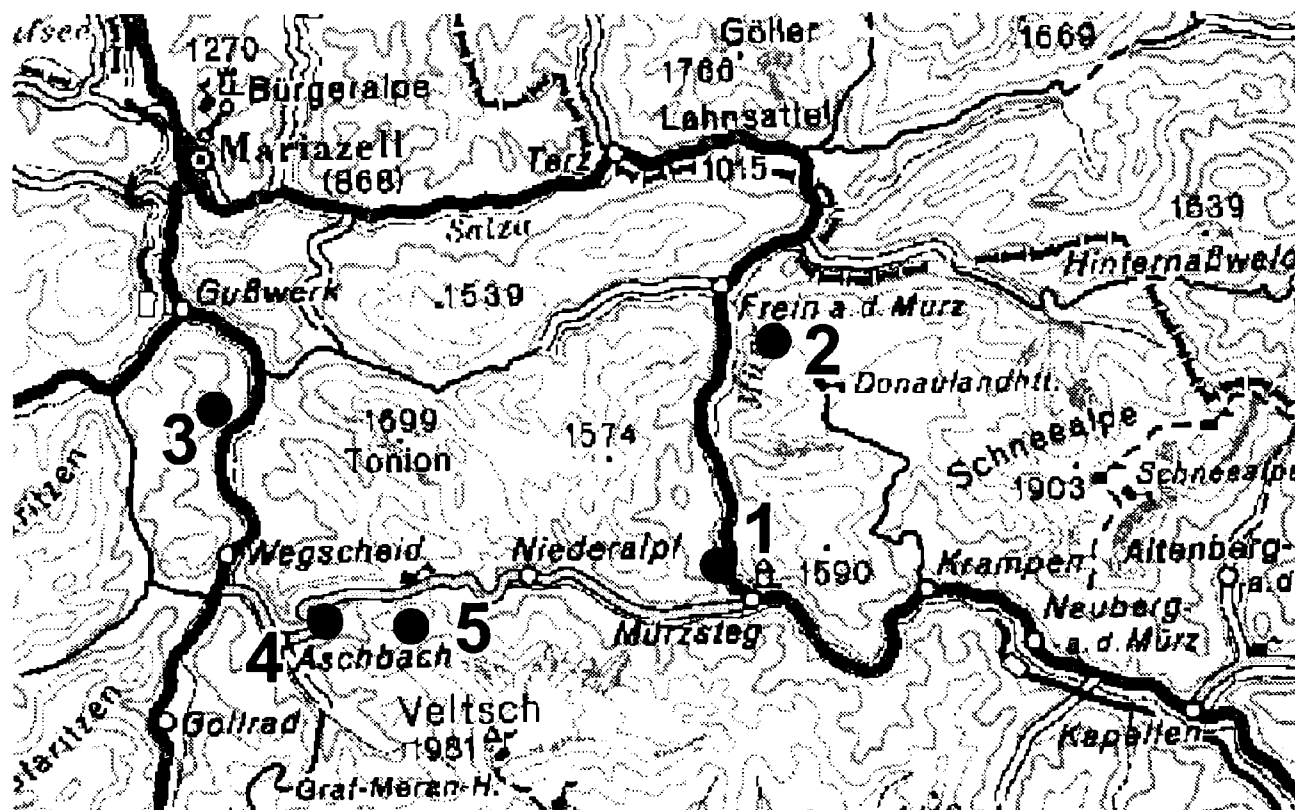 1270
Bürgeralpe
Mariazell
(868)
Göller
1766
1669
Lahnsattel
Terz
1015
Salza
1639
Hinternaßwald
Gußwerk
1539
Frein a. d. Mürz
2
Donaulandhtt.
3
1699
Tonion
1574
Schneealpe
1903
Schneealpe
1
Wegscheid
Niederalpl
1590
Krampen
Altenberg-
a.d
Mürzsteg
Neuberg-
a. d. Mürz
4
5
Aschbach
Gollrad
Veitsch
1981
Graf-Meran-H.
Kapellen